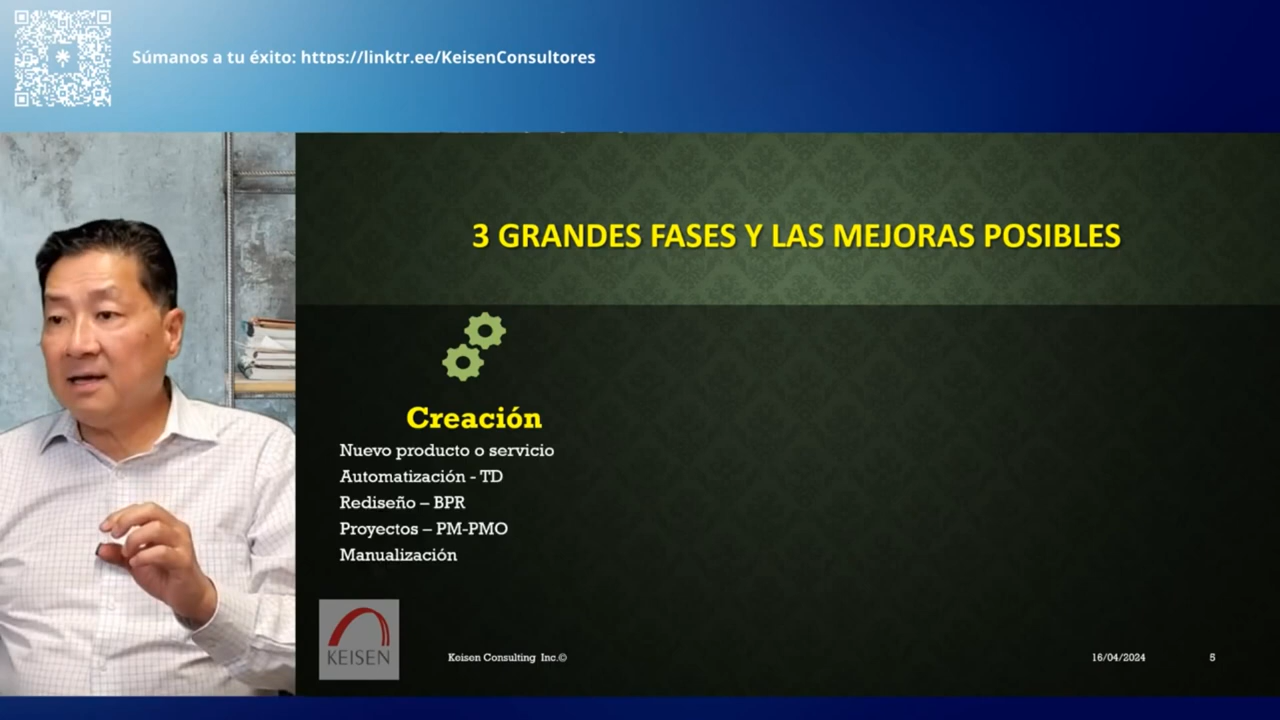 Súmanos a tu éxito: https://linktr.ee/KeisenConsultores
3 GRANDES FASES Y LAS MEJORAS POSIBLES
Creación
Nuevo producto o servicio
Automatización - TD
Rediseño – BPR
Proyectos – PM-PMO
Manualización
KEISEN
Keisen Consulting Inc.©
16/04/2024
5